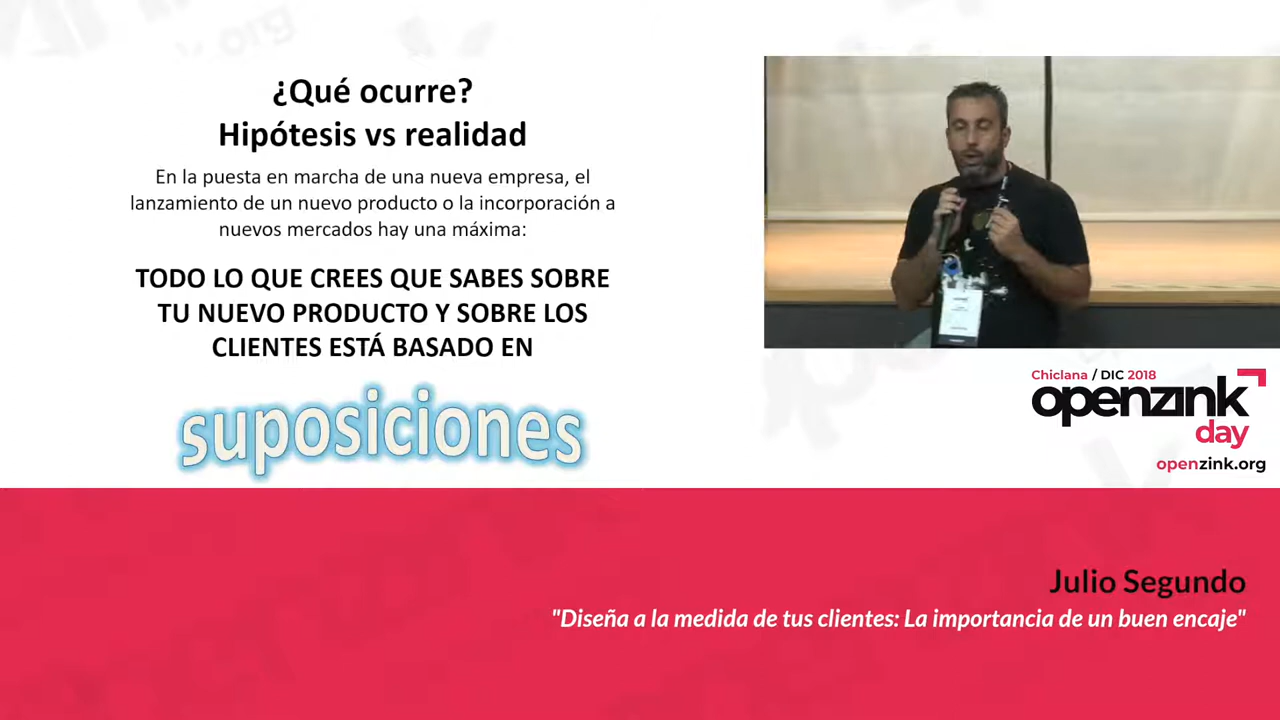 ¿Qué ocurre?
Hipótesis vs realidad
En la puesta en marcha de una nueva empresa, el
lanzamiento de un nuevo producto o la incorporación a
nuevos mercados hay una máxima:
TODO LO QUE CREES QUE SABES SOBRE
TU NUEVO PRODUCTO Y SOBRE LOS
CLIENTES ESTÁ BASADO EN
suposiciones
Chiclana / DIC 2018
openzink
day
openzink.org
Julio Segundo
"Diseña a la medida de tus clientes: La importancia de un buen encaje"